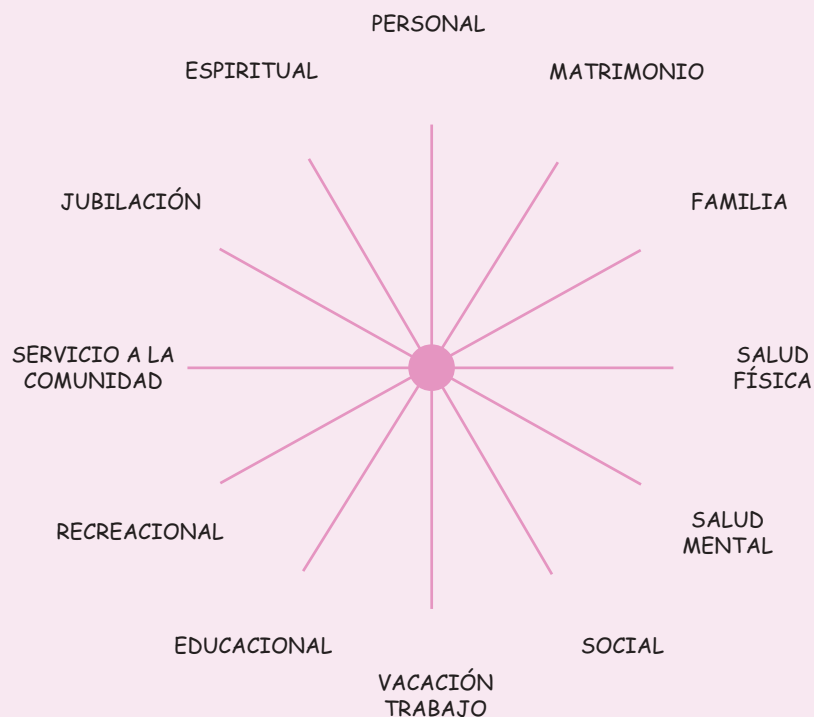 PERSONAL
ESPIRITUAL
MATRIMONIO
JUBILACIÓN
FAMILIA
SERVICIO A LA
COMUNIDAD
SALUD
FÍSICA
RECREACIONAL
SALUD
MENTAL
EDUCACIONAL
SOCIAL
VACACIÓN
TRABAJO